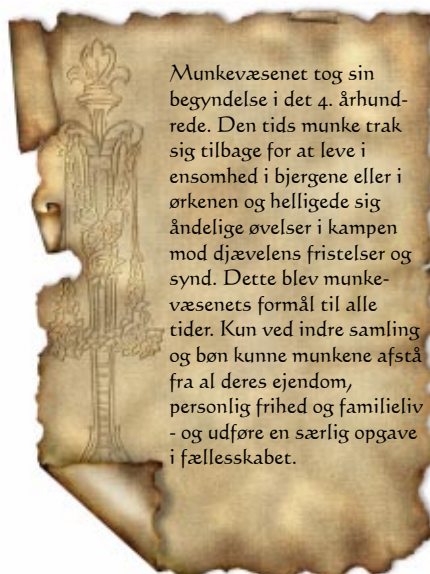 Munkevæsenet tog sin
begyndelse i det 4. århund-
rede. Den tids munke trak
sig tilbage for at leve i
ensomhed i bjergene eller i
ørkenen og helligede sig
åndelige øvelser i kampen
mod djævelens fristelser og
synd. Dette blev munke-
væsenets formål til alle
tider. Kun ved indre samling
og bøn kunne munkene afstå
fra al deres ejendom,
personlig frihed og familieliv
- og udføre en særlig opgave
i fællesskabet.